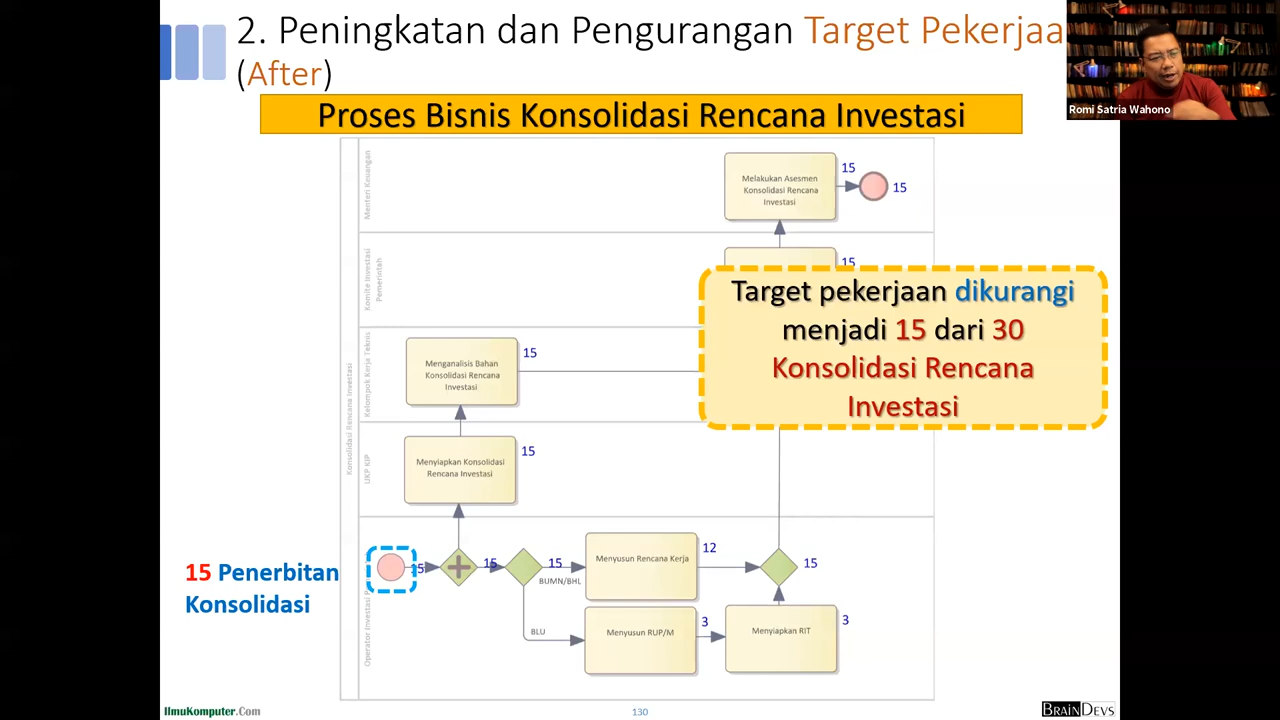 2. Peningkatan dan Pengurangan Target Pekerjaa
(After)
Romi Satria Wahono
Proses Bisnis Konsolidasi Rencana Investasi
Konsolidasi Rencana Investasi
Menteri Keuangan
Melakukan Asesmen
Konsolidasi Rencana
Investasi
15
15
Komite Investasi
Pemerintah
15
Target pekerjaan dikurangi
menjadi 15 dari 30
Konsolidasi Rencana
Investasi
Kelompok Kerja Teknis
Menganalisis Bahan
Konsolidasi Rencana
Investasi
15
UKP KIP
Menyiapkan Konsolidasi
Rencana Investasi
15
Operator Investasi
15 Penerbitan
Konsolidasi
15
15
15
BUMN/BHL
Menyusun Rencana Kerja
12
15
BLU
Menyusun RUP/M
3
Menyiapkan RIT
3
IlmuKomputer.Com
130
BRAINDEVS